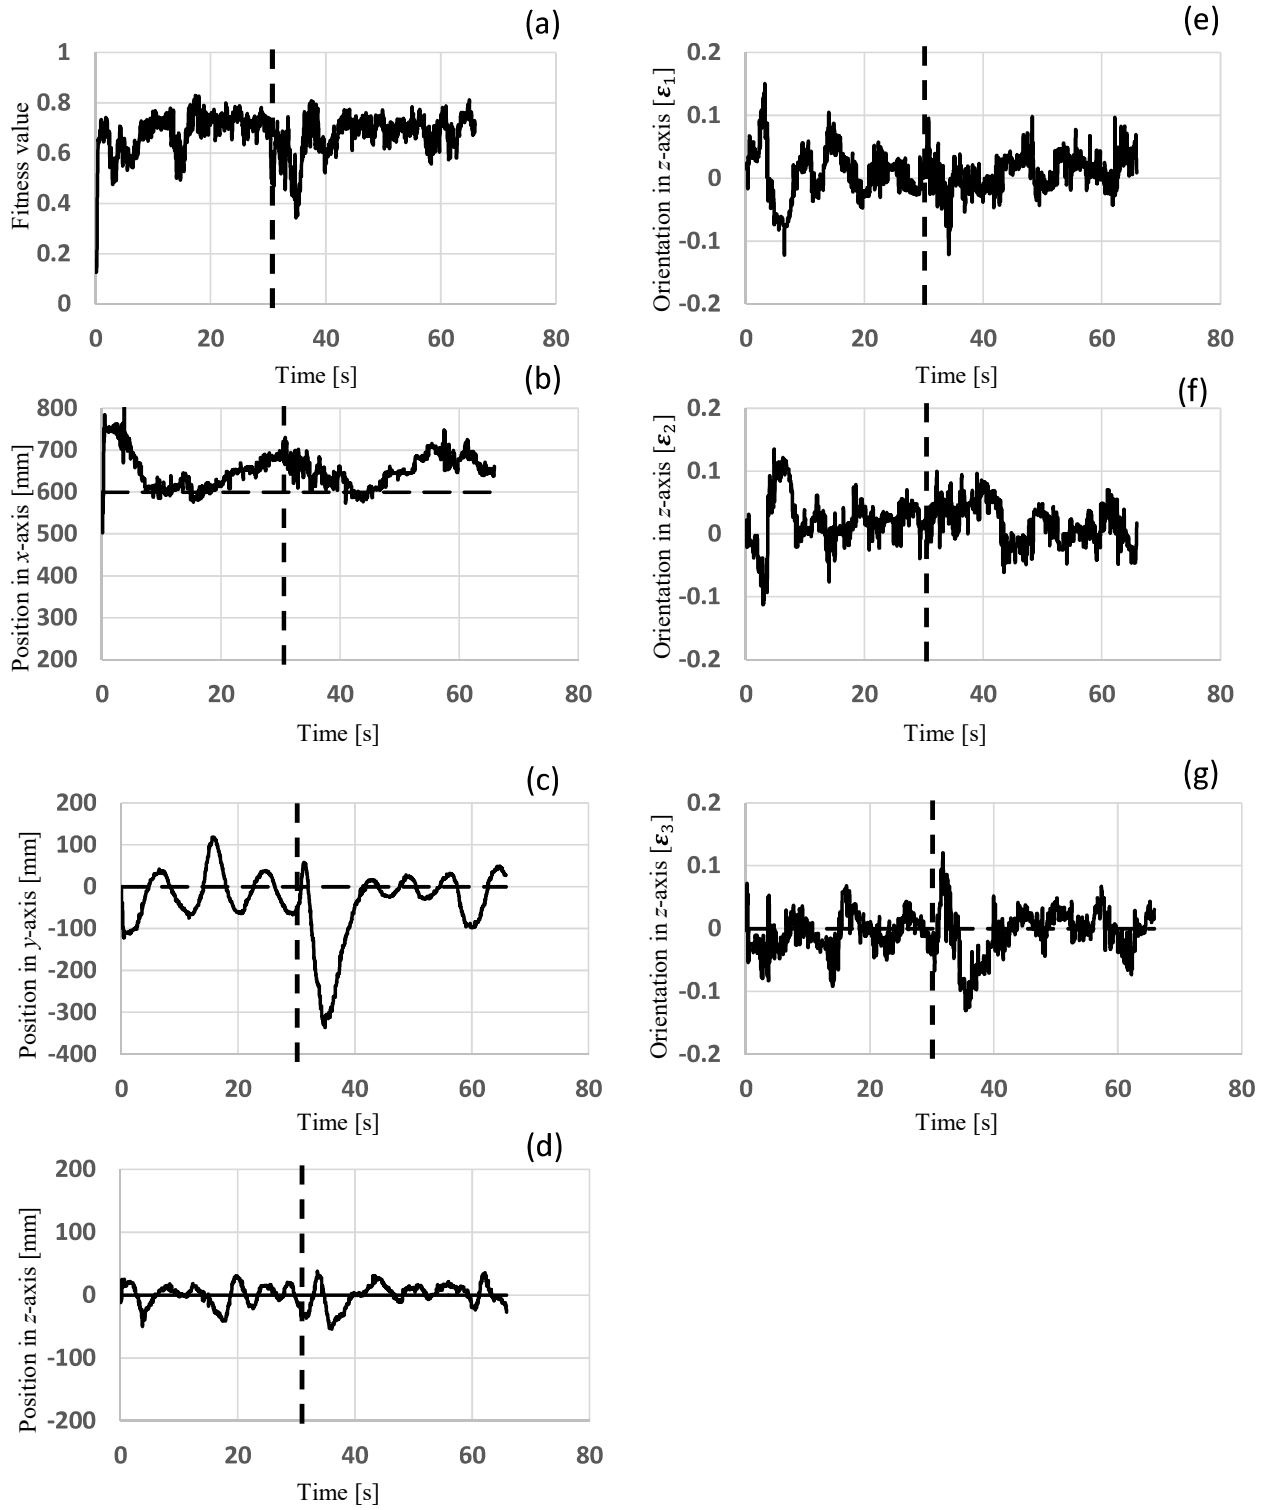 (a)
Fitness value
1
0.8
0.6
0.4
0.2
0
0 20 40 60 80
Time [s]
(b)
Position in x-axis [mm]
800
700
600
500
400
300
200
0 20 40 60 80
Time [s]
(c)
Position in y-axis [mm]
200
100
0
-100
-200
-300
-400
0 20 40 60 80
Time [s]
(d)
Position in z-axis [mm]
200
100
0
-100
-200
0 20 40 60 80
Time [s]
(e)
Orientation in z-axis [ε1]
0.2
0.1
0
-0.1
-0.2
0 20 40 60 80
Time [s]
(f)
Orientation in z-axis [ε2]
0.2
0.1
0
-0.1
-0.2
0 20 40 60 80
Time [s]
(g)
Orientation in z-axis [ε3]
0.2
0.1
0
-0.1
-0.2
0 20 40 60 80
Time [s]